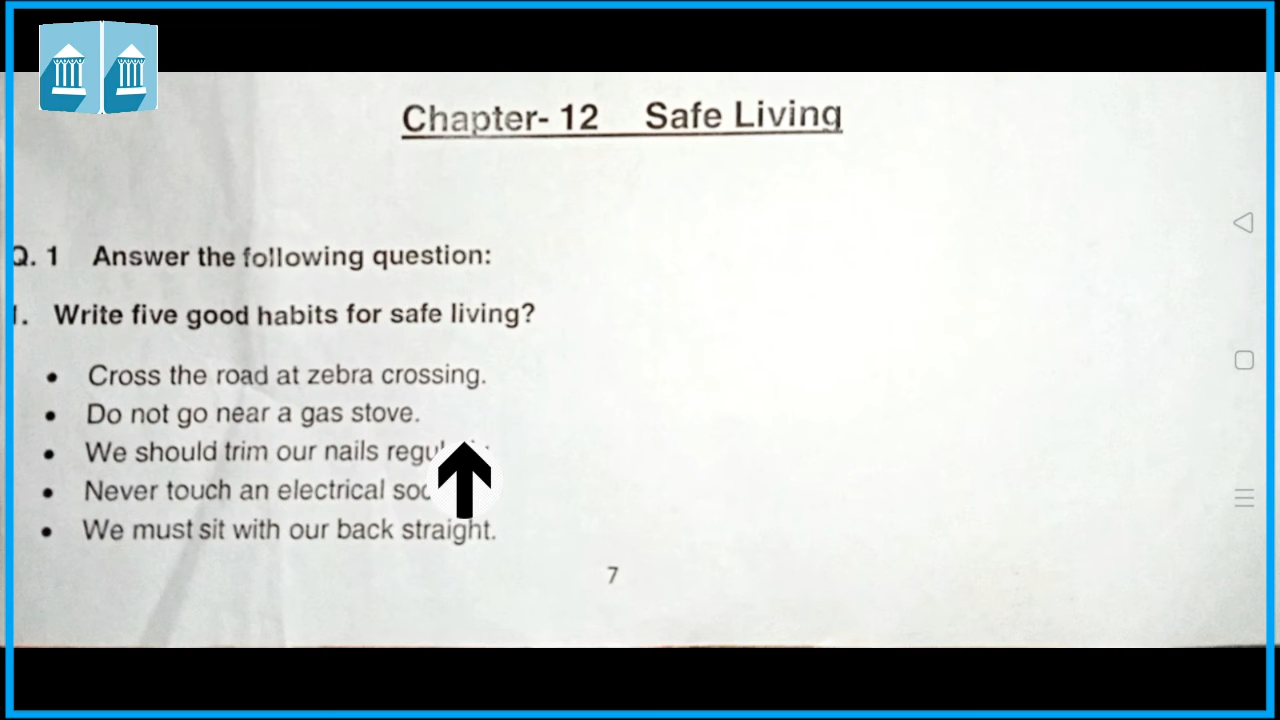 Chapter- 12 Safe Living
Q. 1 Answer the following question:
1. Write five good habits for safe living?
• Cross the road at zebra crossing.
• Do not go near a gas stove.
• We should trim our nails
• Never touch an electrical
• We must sit with our back straight.
7